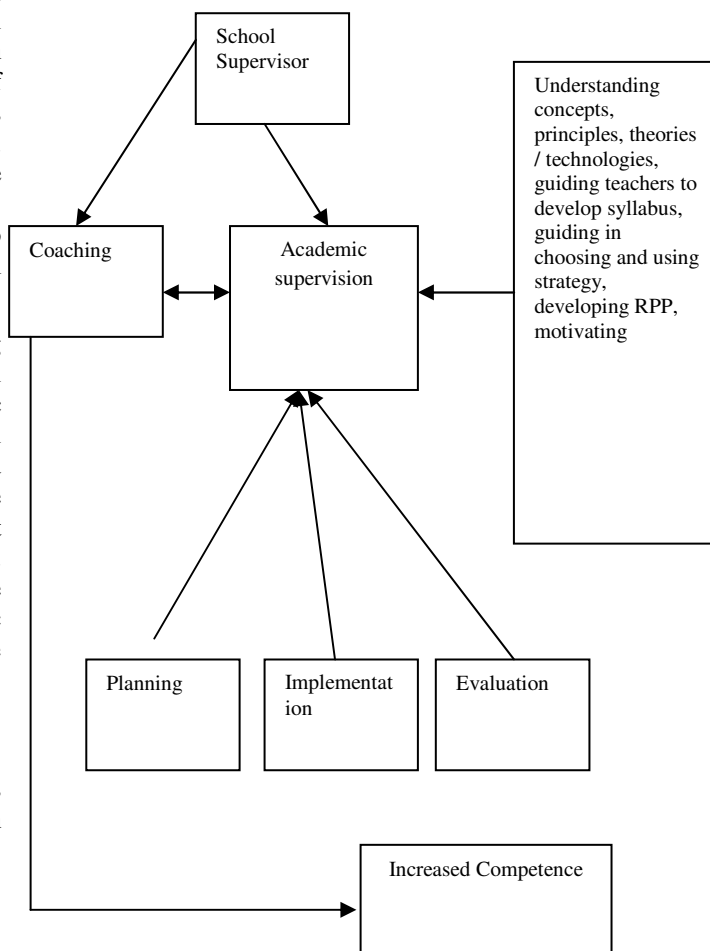 School
Supervisor
Understanding
concepts,
principles, theories
/ technologies,
guiding teachers to
develop syllabus,
guiding in
choosing and using
strategy,
developing RPP,
motivating
Coaching
Academic
supervision
Planning
Implementat
ion
Evaluation
Increased Competence